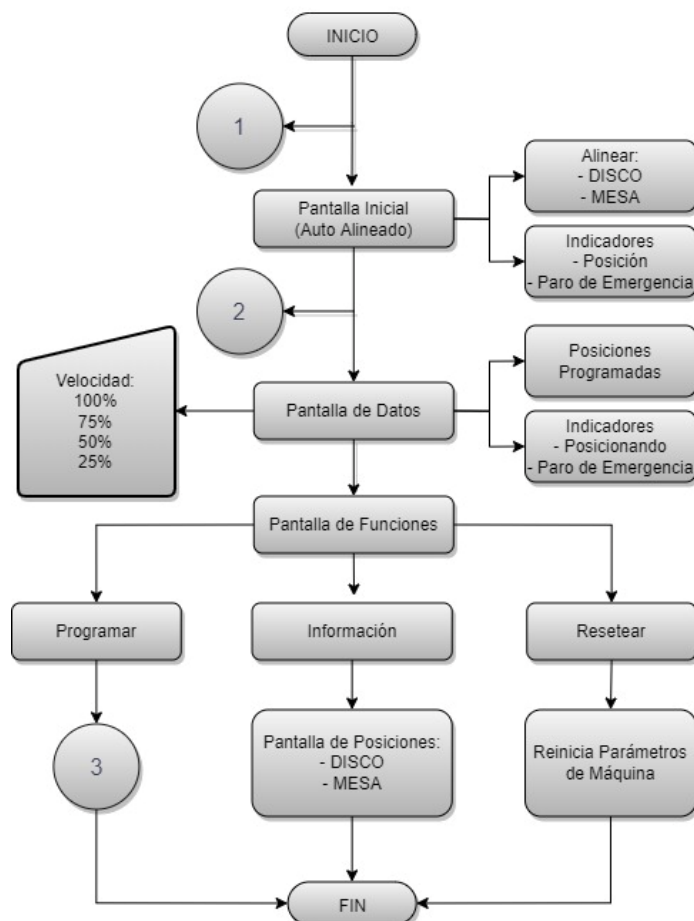 INICIO
1
Pantalla Inicial
(Auto Alineado)
Alinear:
- DISCO
- MESA
Indicadores
- Posición
- Paro de Emergencia
2
Velocidad:
100%
75%
50%
25%
Pantalla de Datos
Posiciones
Programadas
Indicadores
- Posicionando
- Paro de Emergencia
Pantalla de Funciones
Programar
Información
Resetear
3
Pantalla de Posiciones:
- DISCO
- MESA
Reinicia Parámetros
de Máquina
FIN